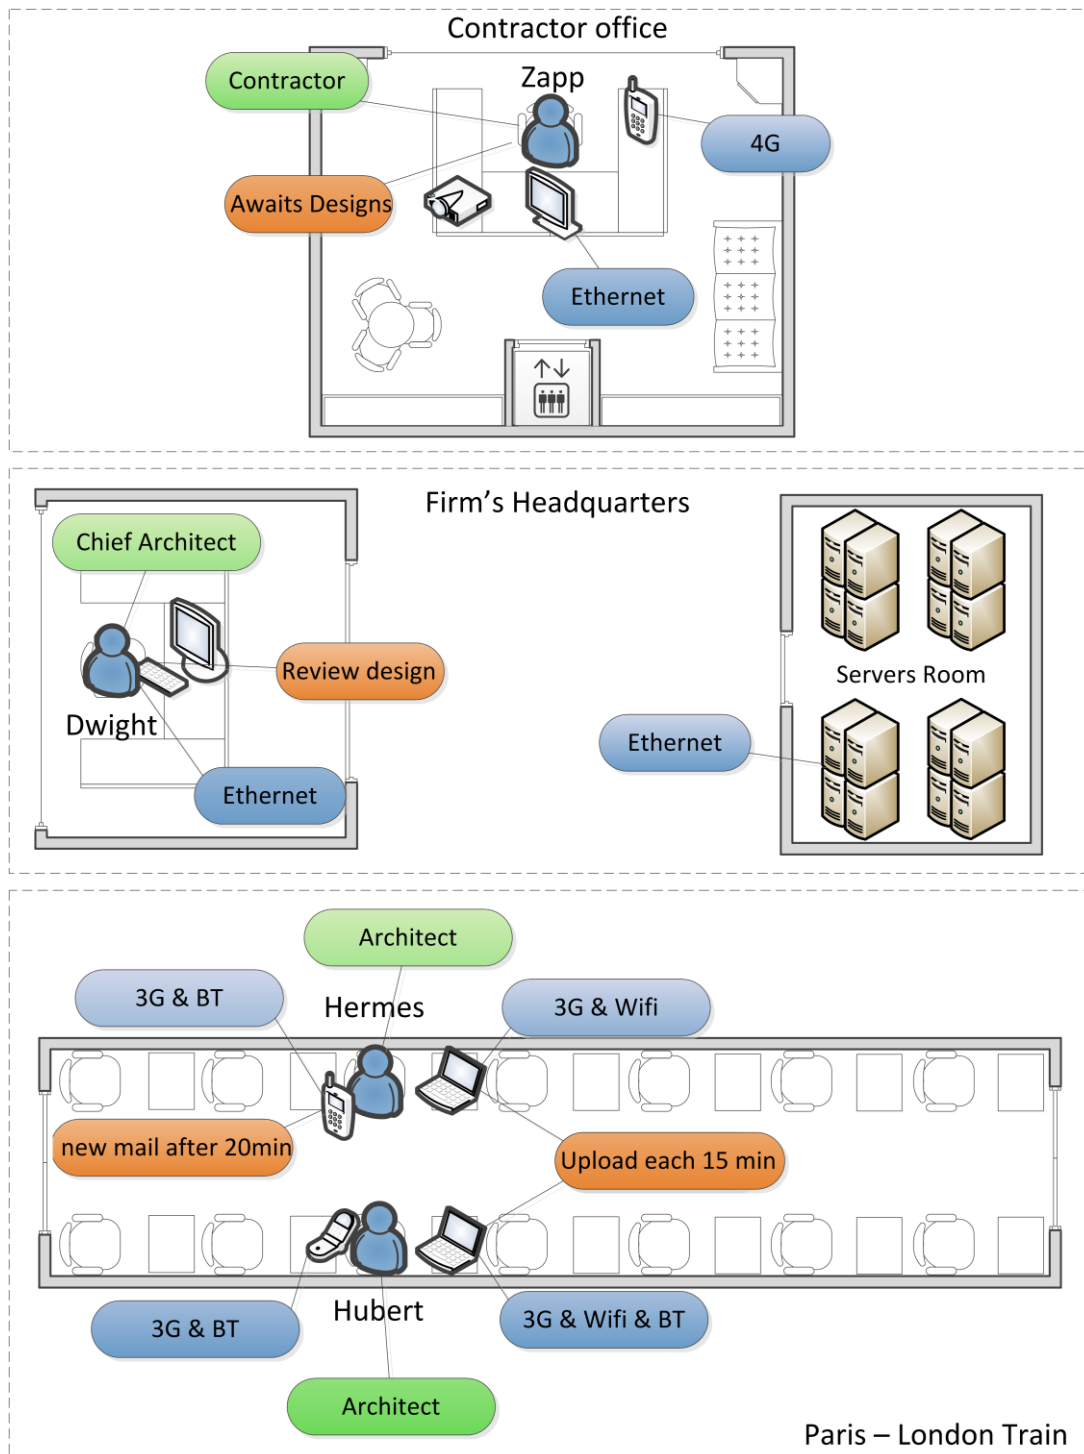 Contractor office
Contractor
Zapp
4G
Awaits Designs
Ethernet
Firm's Headquarters
Chief Architect
Review design
Servers Room
Dwight
Ethernet
Ethernet
Architect
3G & BT
Hermes
3G & Wifi
new mail after 20min
Upload each 15 min
Hubert
3G & BT
3G & Wifi & BT
Architect
Paris – London Train